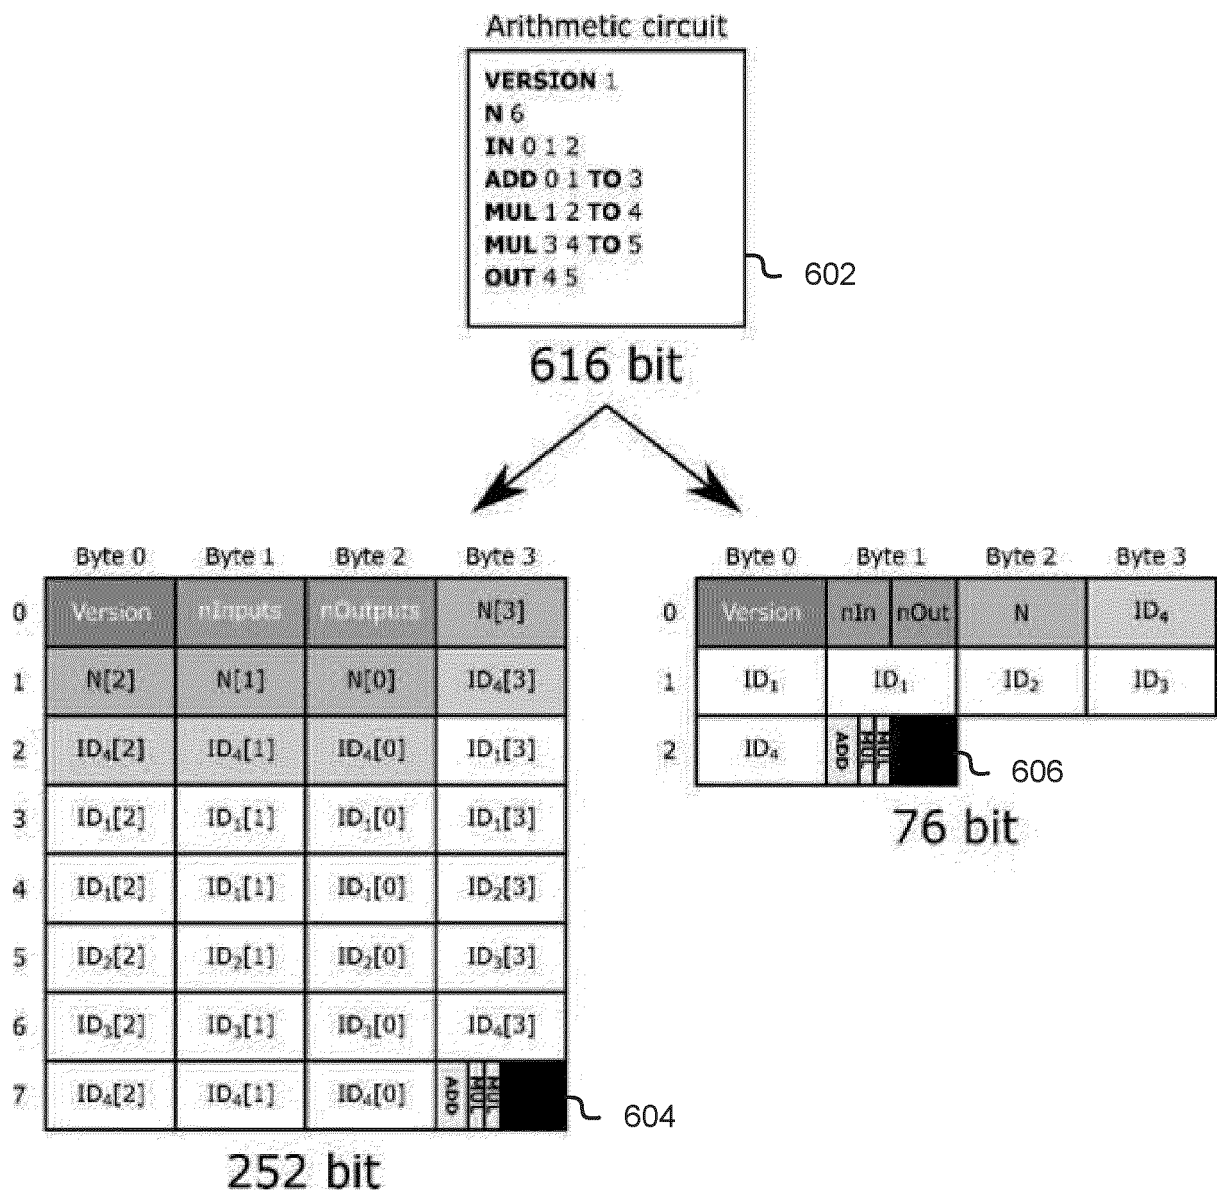 Arithmetic circuit
VERSION 1
N 6
IN 0 1 2
ADD 0 1 TO 3
MUL 1 2 TO 4
MUL 3 4 TO 5
OUT 4 5
602
616 bit
Byte 0 Byte 1 Byte 2 Byte 3
0 Version nInputs nOutputs N[3]
1 N[2] N[1] N[0] ID₄[3]
2 ID₄[2] ID₄[1] ID₄[0] ID₁[3]
3 ID₁[2] ID₁[1] ID₁[0] ID₁[3]
4 ID₁[2] ID₁[1] ID₁[0] ID₂[3]
5 ID₂[2] ID₂[1] ID₂[0] ID₃[3]
6 ID₃[2] ID₃[1] ID₃[0] ID₄[3]
7 ID₄[2] ID₄[1] ID₄[0] ADD MUL MUL
604
252 bit
Byte 0 Byte 1 Byte 2 Byte 3
0 Version nIn nOut N ID₄
1 ID₁ ID₁ ID₂ ID₃
2 ID₄ ADD MUL MUL
606
76 bit